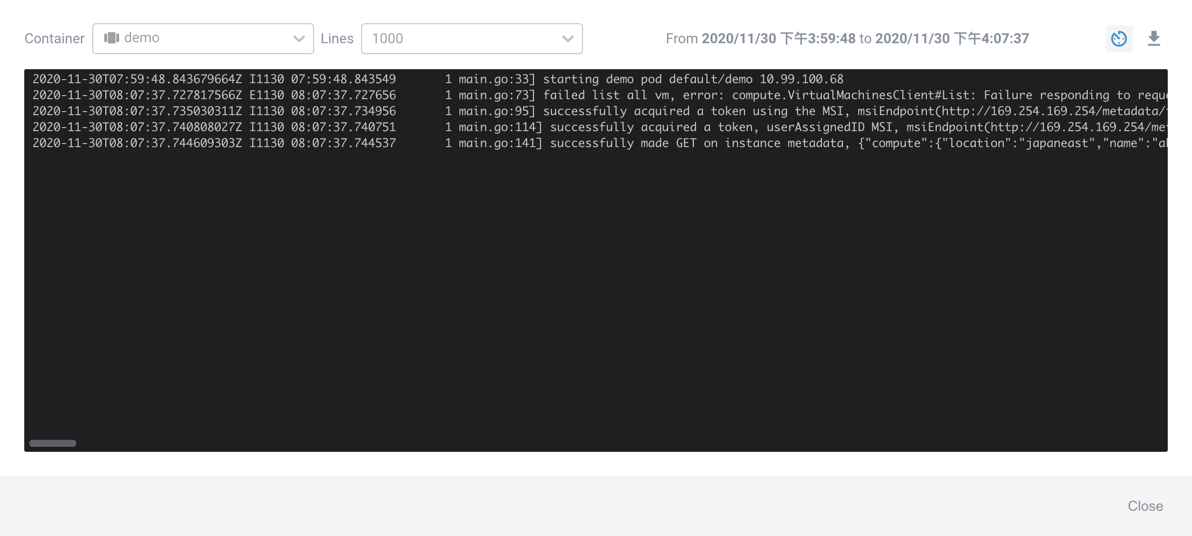 Container demo Lines 1000 From 2020/11/30 下午3:59:48 to 2020/11/30 下午4:07:37
2020-11-30T07:59:48.843679664Z I1130 07:59:48.843549 1 main.go:33] starting demo pod default/demo 10.99.100.68
2020-11-30T08:07:37.727817566Z E1130 08:07:37.727656 1 main.go:73] failed list all vm, error: compute.VirtualMachinesClient#List: Failure responding to reque
2020-11-30T08:07:37.735030311Z I1130 08:07:37.734956 1 main.go:95] successfully acquired a token using the MSI, msiEndpoint(http://169.254.169.254/metadata/
2020-11-30T08:07:37.740808027Z I1130 08:07:37.740751 1 main.go:114] successfully acquired a token, userAssignedID MSI, msiEndpoint(http://169.254.169.254/met
2020-11-30T08:07:37.744609303Z I1130 08:07:37.744537 1 main.go:141] successfully made GET on instance metadata, {"compute":{"location":"japaneast","name":"a
Close